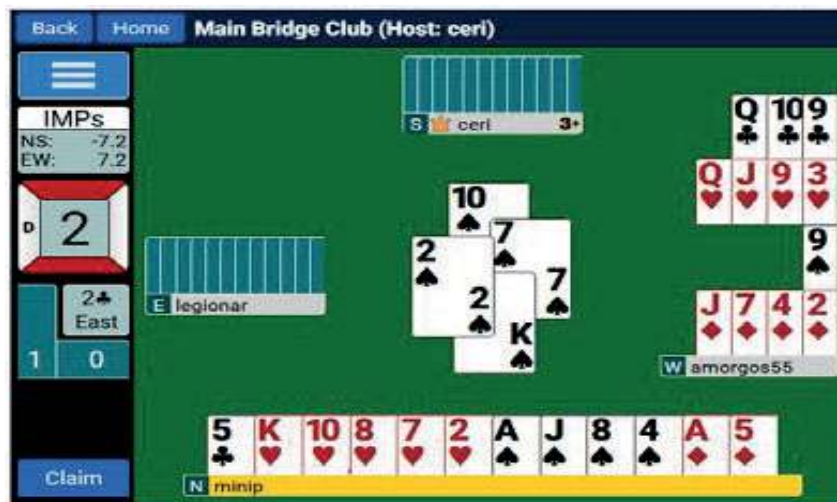 Back Home Main Bridge Club (Host: ceri)
IMPs
NS: -7.2
EW: 7.2
D 2
2♣
East
1 0
Claim
S ceri 3+
E legionar
10♠
7♠ 7♠
2♠ 2♠
K♠
Q♣ 10♣ 9♣
Q♥ J♥ 9♥ 3♥
9♠
J♦ 7♦ 4♦ 2♦
W amorgos55
5♣ K♥ 10♥ 8♥ 7♥ 2♥ A♠ J♠ 8♠ 4♠ A♦ 5♦
N minip